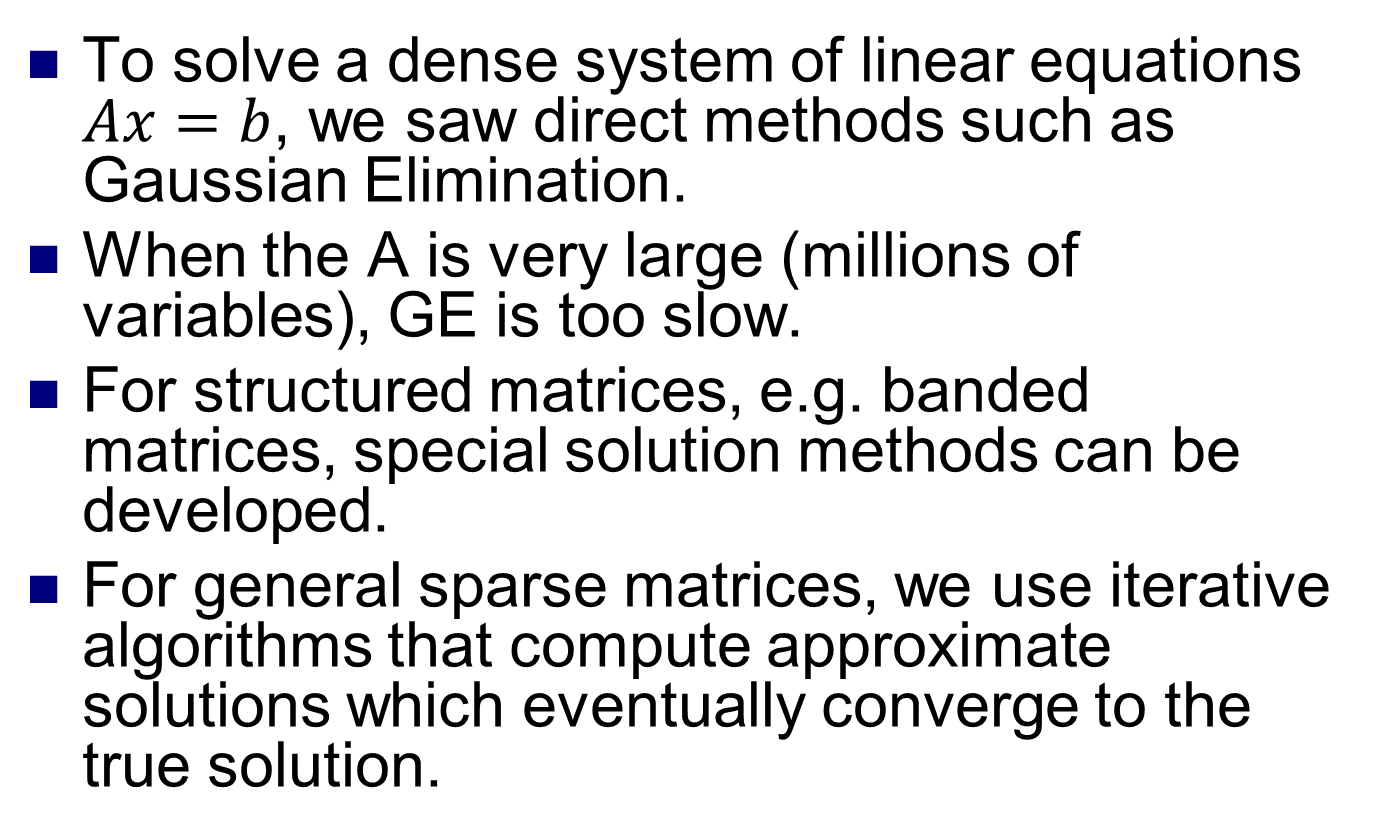 To solve a dense system of linear equations
Ax = b, we saw direct methods such as
Gaussian Elimination.
When the A is very large (millions of
variables), GE is too slow.
For structured matrices, e.g. banded
matrices, special solution methods can be
developed.
For general sparse matrices, we use iterative
algorithms that compute approximate
solutions which eventually converge to the
true solution.